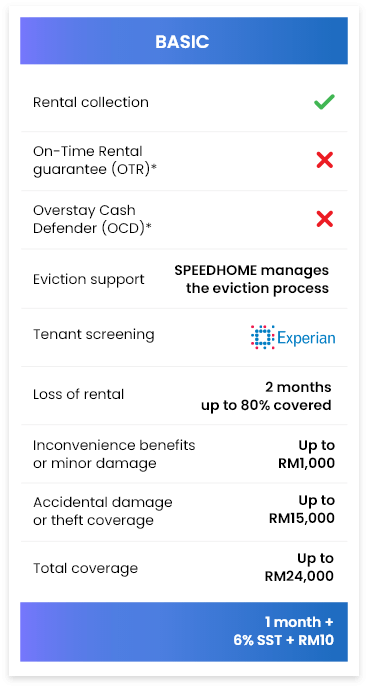 BASIC
Rental collection
On-Time Rental
guarantee (OTR)*
Overstay Cash
Defender (OCD)*
Eviction support
SPEEDHOME manages
the eviction process
Tenant screening
Experian
Loss of rental
2 months
up to 80% covered
Inconvenience benefits
or minor damage
Up to
RM1,000
Accidental damage
or theft coverage
Up to
RM15,000
Total coverage
Up to
RM24,000
1 month +
6% SST + RM10